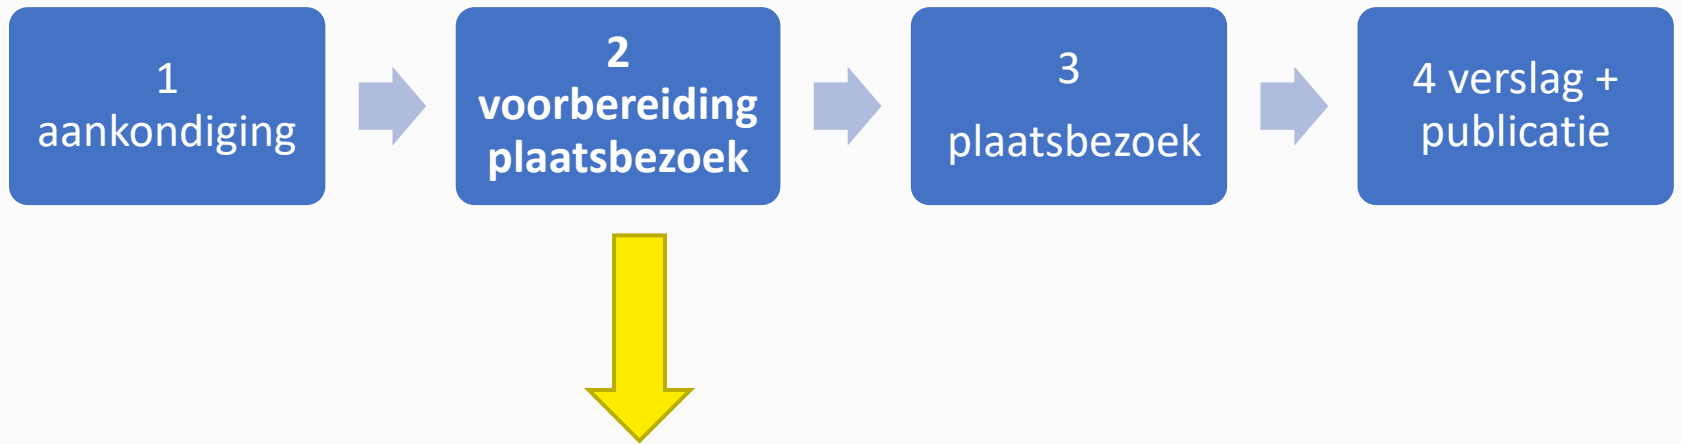 1
aankondiging
2
voorbereiding
plaatsbezoek
3
plaatsbezoek
4 verslag +
publicatie